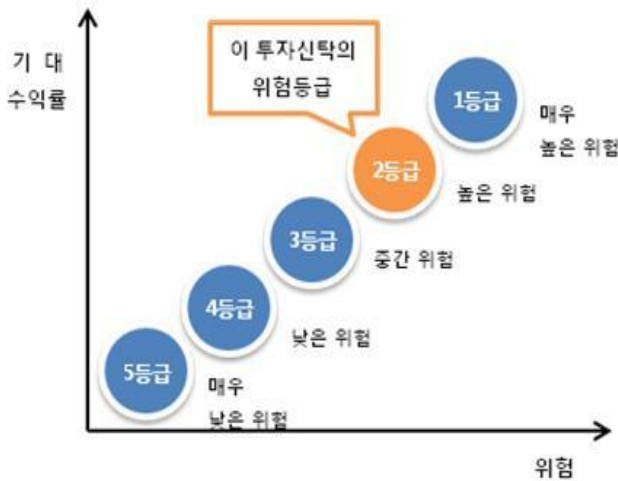 기 대
수익률
이 투자신탁의
위험등급
1등급
매우
높은 위험
2등급
높은 위험
3등급
중간 위험
4등급
낮은 위험
5등급
매우
낮은 위험
위험